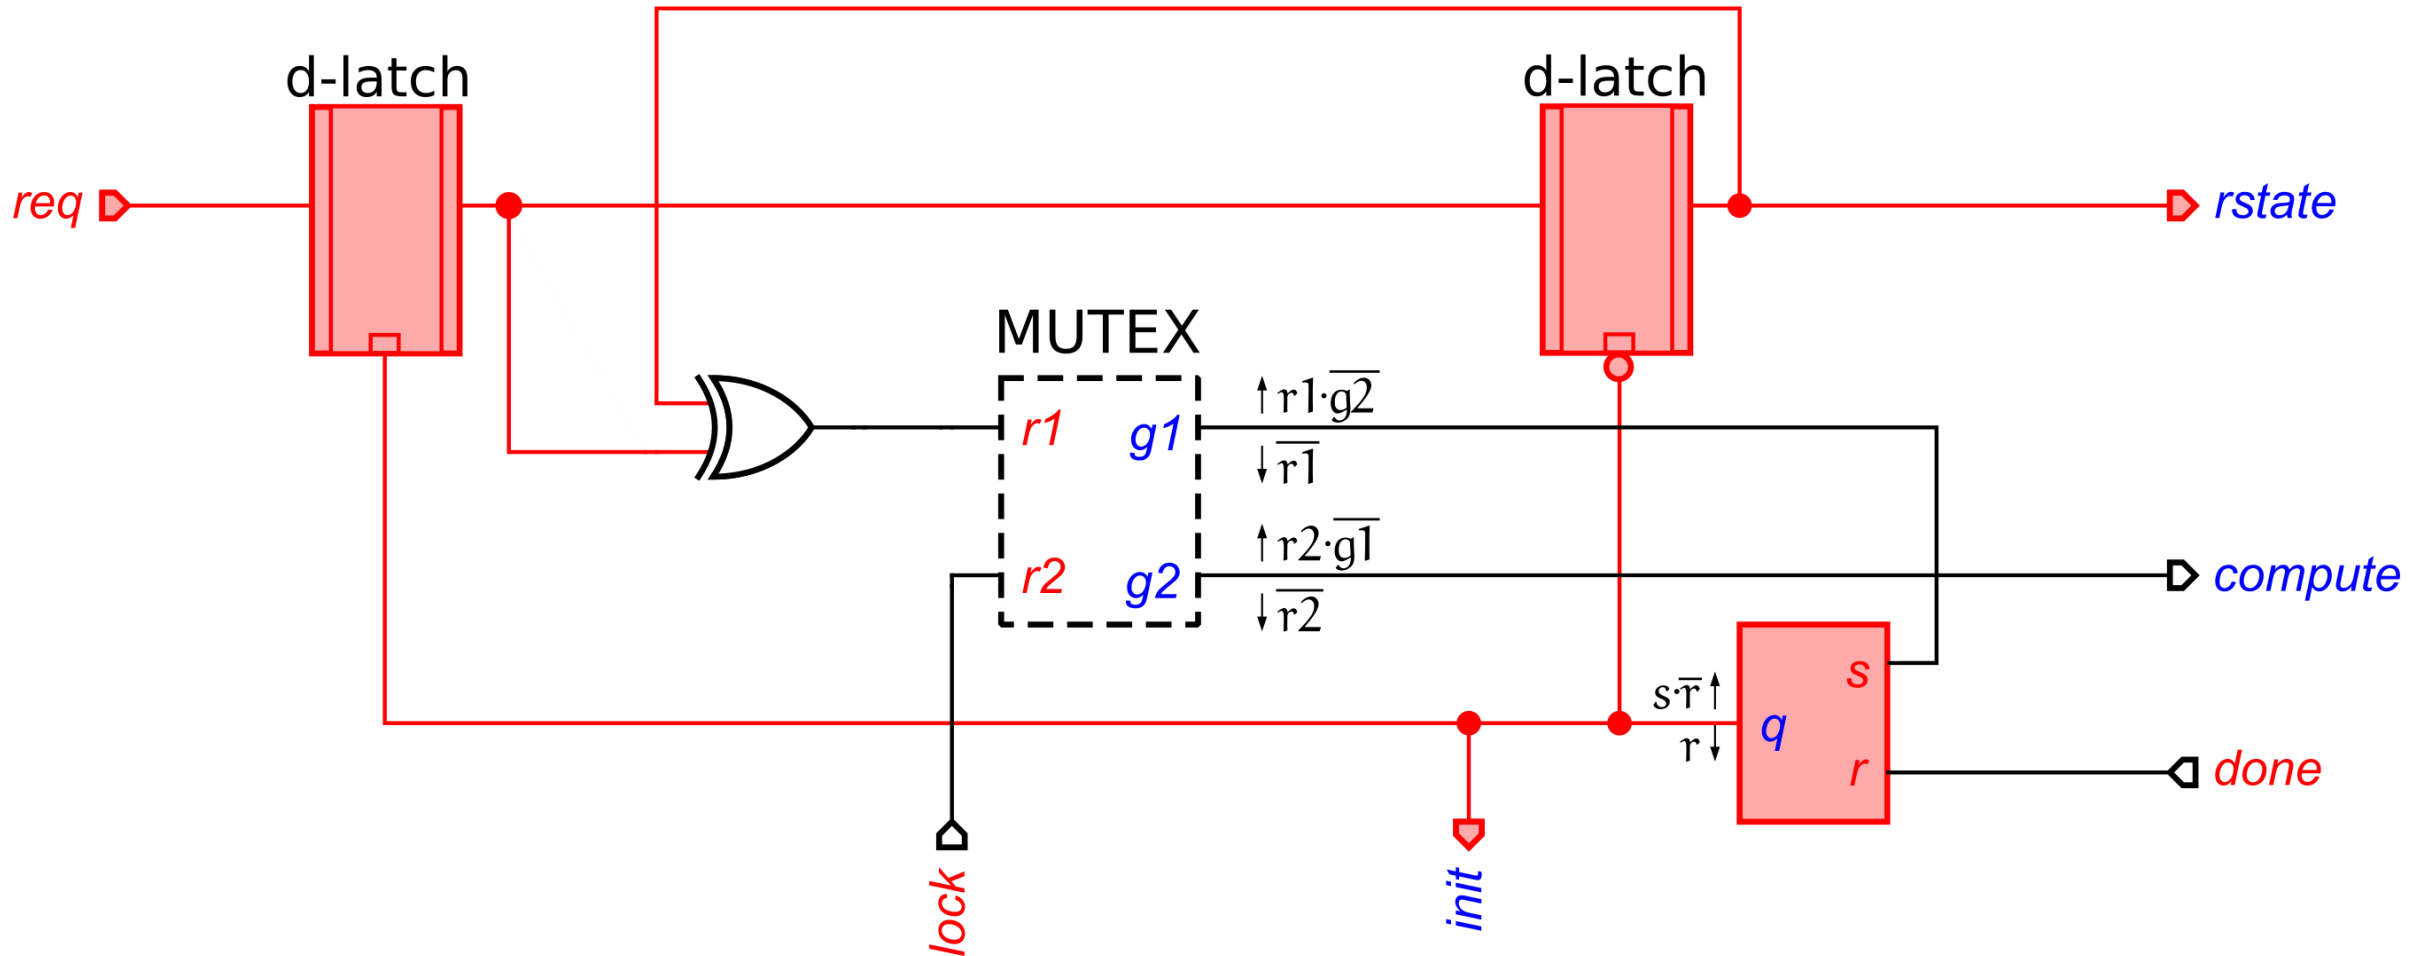 d-latch
d-latch
req
rstate
MUTEX
↑ r1·g2̅
r1
g1
↓ r1̅
↑ r2·g1̅
r2
g2
compute
↓ r2̅
s
s·r̅ ↑
q
r ↓
r
done
lock
init